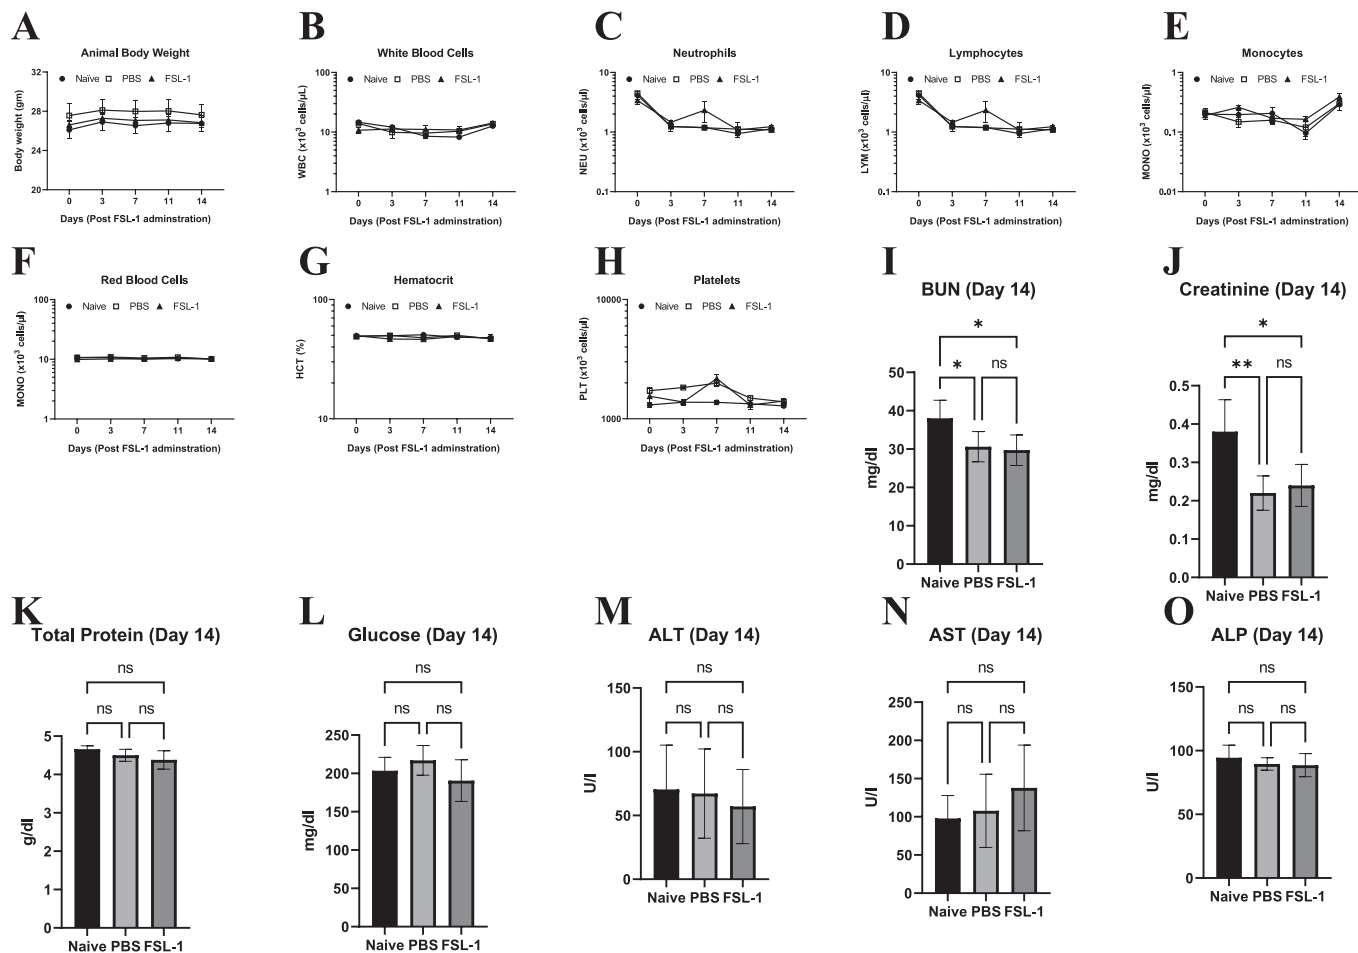 A
Animal Body Weight
Naïve PBS FSL-1
Body weight (gm)
32
28
24
20
0 3 7 11 14
Days (Post FSL-1 adminstration)
B
White Blood Cells
Naive PBS FSL-1
WBC (x10³ cells/μL)
100
10
1
0 3 7 11 14
Days (Post FSL-1 adminstration)
C
Neutrophils
Naive PBS FSL-1
NEU (x10³ cells/μl)
10
1
0.1
0 3 7 11 14
Days (Post FSL-1 adminstration)
D
Lymphocytes
Naive PBS FSL-1
LYM (x10³ cells/μl)
10
1
0.1
0 3 7 11 14
Days (Post FSL-1 adminstration)
E
Monocytes
Naive PBS FSL-1
MONO (x10³ cells/μl)
1
0.1
0.01
0 3 7 11 14
Days (Post FSL-1 adminstration)
F
Red Blood Cells
Naive PBS FSL-1
MONO (x10³ cells/μl)
100
10
1
0 3 7 11 14
Days (Post FSL-1 adminstration)
G
Hematocrit
Naive PBS FSL-1
HCT (%)
100
10
0 3 7 11 14
Days (Post FSL-1 adminstration)
H
Platelets
Naive PBS FSL-1
PLT (x10³ cells/μl)
10000
1000
0 3 7 11 14
Days (Post FSL-1 adminstration)
I
BUN (Day 14)
*
* ns
mg/dl
50
40
30
20
10
0
Naive PBS FSL-1
J
Creatinine (Day 14)
*
** ns
mg/dl
0.5
0.4
0.3
0.2
0.1
0.0
Naive PBS FSL-1
K
Total Protein (Day 14)
ns
ns ns
g/dl
5
4
3
2
1
0
Naive PBS FSL-1
L
Glucose (Day 14)
ns
ns ns
mg/dl
250
200
150
100
50
0
Naive PBS FSL-1
M
ALT (Day 14)
ns
ns ns
U/l
150
100
50
0
Naive PBS FSL-1
N
AST (Day 14)
ns
ns ns
U/l
250
200
150
100
50
0
Naive PBS FSL-1
O
ALP (Day 14)
ns
ns ns
U/l
150
100
50
0
Naive PBS FSL-1